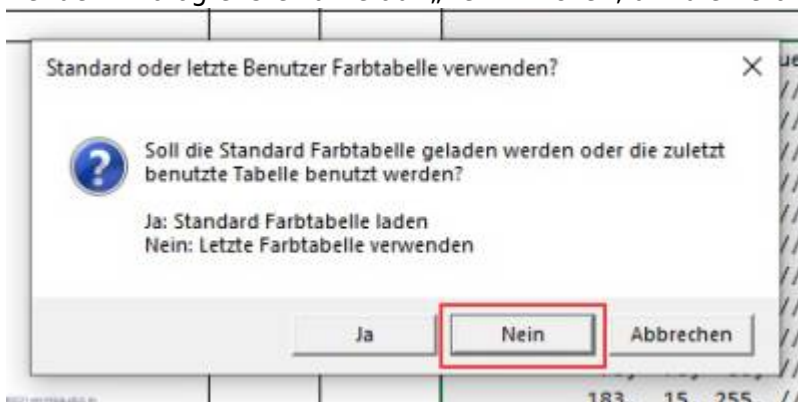 Standard oder letzte Benutzer Farbtabelle verwenden?
Soll die Standard Farbtabelle geladen werden oder die zuletzt
benutzte Tabelle benutzt werden?
Ja: Standard Farbtabelle laden
Nein: Letzte Farbtabelle verwenden
Ja Nein Abbrechen
183, 15, 255, //